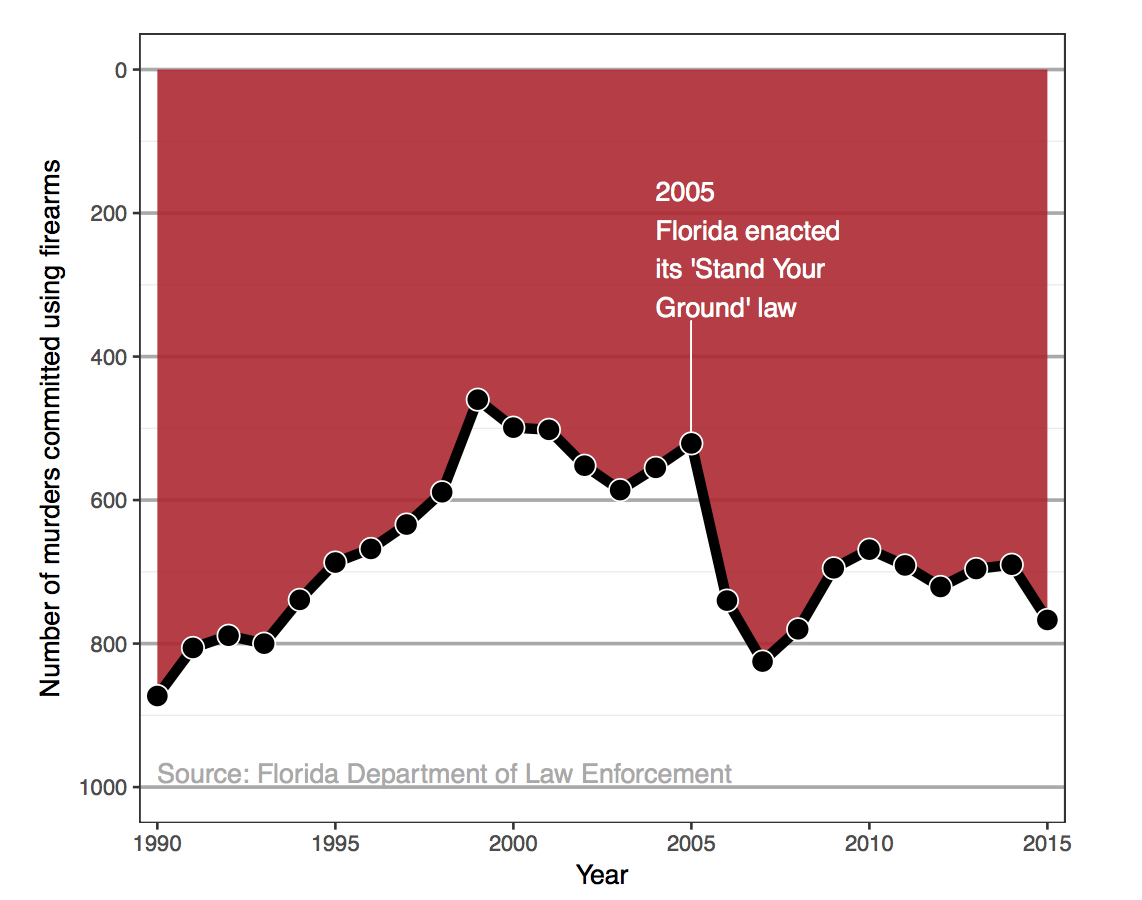 0
200
400
600
800
1000
Number of murders committed using firearms
2005
Florida enacted
its 'Stand Your
Ground' law
Source: Florida Department of Law Enforcement
1990 1995 2000 2005 2010 2015
Year